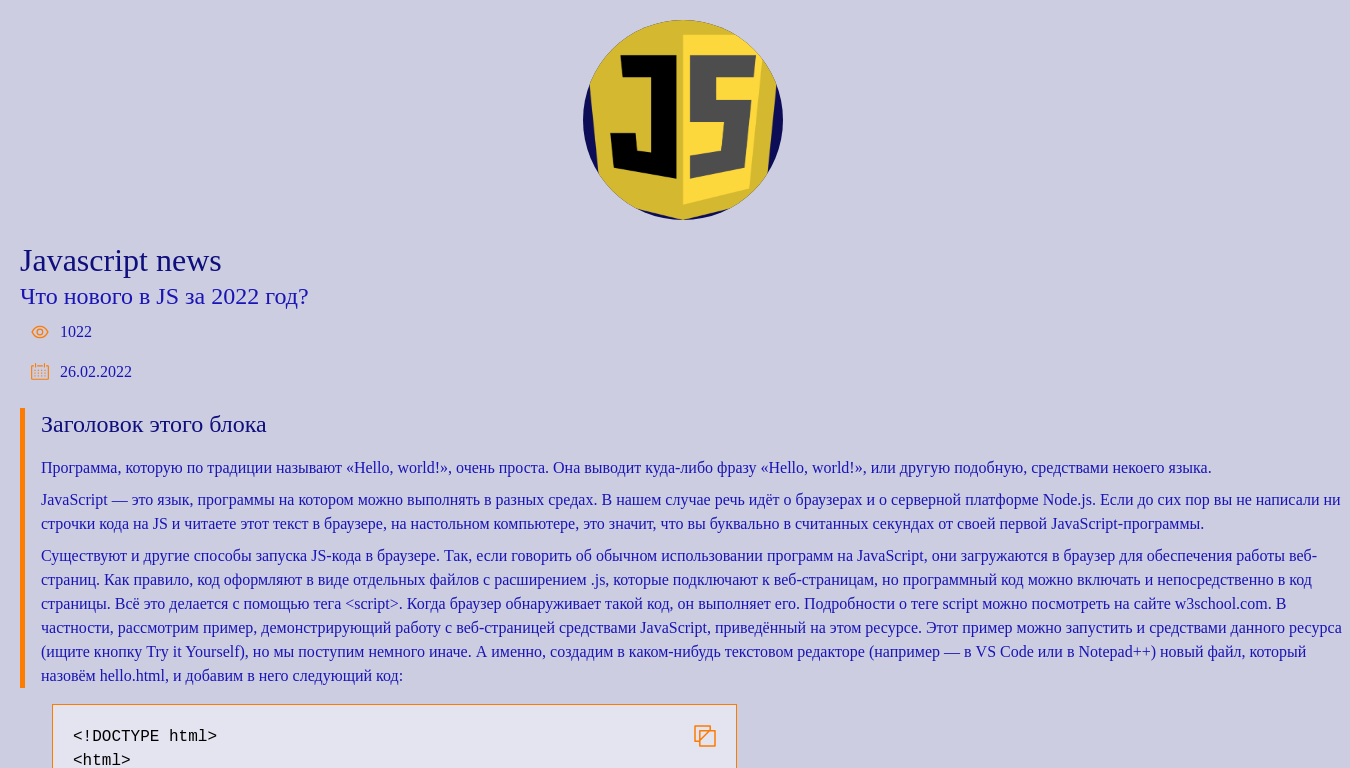 JS
Javascript news
Что нового в JS за 2022 год?
1022
26.02.2022
Заголовок этого блока
Программа, которую по традиции называют «Hello, world!», очень проста. Она выводит куда-либо фразу «Hello, world!», или другую подобную, средствами некоего языка.
JavaScript — это язык, программы на котором можно выполнять в разных средах. В нашем случае речь идёт о браузерах и о серверной платформе Node.js. Если до сих пор вы не написали ни
строчки кода на JS и читаете этот текст в браузере, на настольном компьютере, это значит, что вы буквально в считанных секундах от своей первой JavaScript-программы.
Существуют и другие способы запуска JS-кода в браузере. Так, если говорить об обычном использовании программ на JavaScript, они загружаются в браузер для обеспечения работы веб-
страниц. Как правило, код оформляют в виде отдельных файлов с расширением .js, которые подключают к веб-страницам, но программный код можно включать и непосредственно в код
страницы. Всё это делается с помощью тега <script>. Когда браузер обнаруживает такой код, он выполняет его. Подробности о теге script можно посмотреть на сайте w3school.com. В
частности, рассмотрим пример, демонстрирующий работу с веб-страницей средствами JavaScript, приведённый на этом ресурсе. Этот пример можно запустить и средствами данного ресурса
(ищите кнопку Try it Yourself), но мы поступим немного иначе. А именно, создадим в каком-нибудь текстовом редакторе (например — в VS Code или в Notepad++) новый файл, который
назовём hello.html, и добавим в него следующий код:
<!DOCTYPE html>
<html>